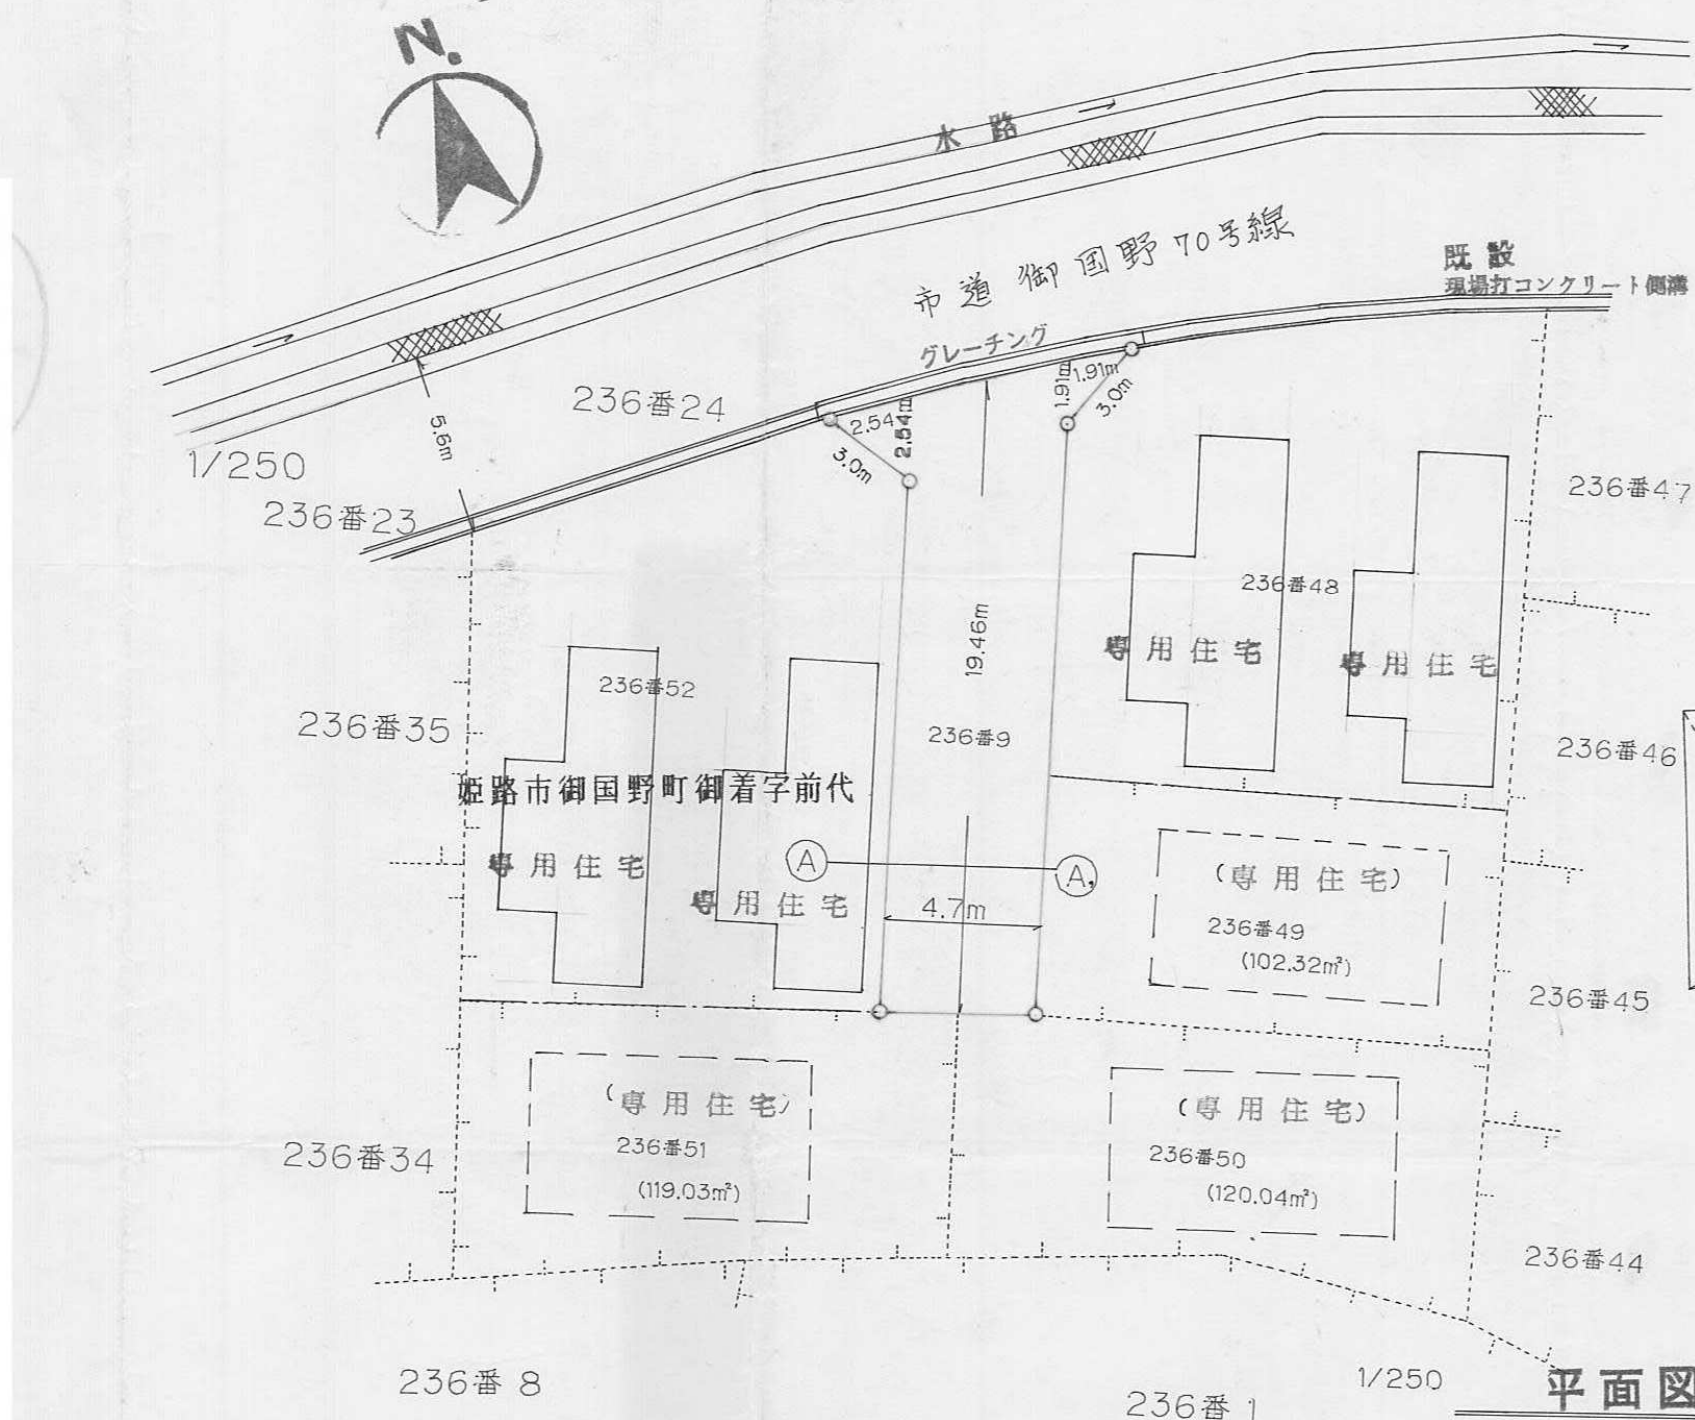 N.
水路
市道 御国野70号線
既設
現場打コンクリート側溝
グレーチング
1.91m
1.91m
3.0m
236番24
2.54
2.54m
3.0m
5.6m
1/250
236番23
236番47
236番48
19.46m
専用住宅
専用住宅
236番52
236番35
236番9
236番46
姫路市御国野町御着字前代
専用住宅
専用住宅
A
A,
4.7m
(専用住宅)
236番49
(102.32㎡)
236番45
(専用住宅)
236番51
(119.03㎡)
(専用住宅)
236番50
(120.04㎡)
236番34
236番44
236番8
236番1
1/250
平面図